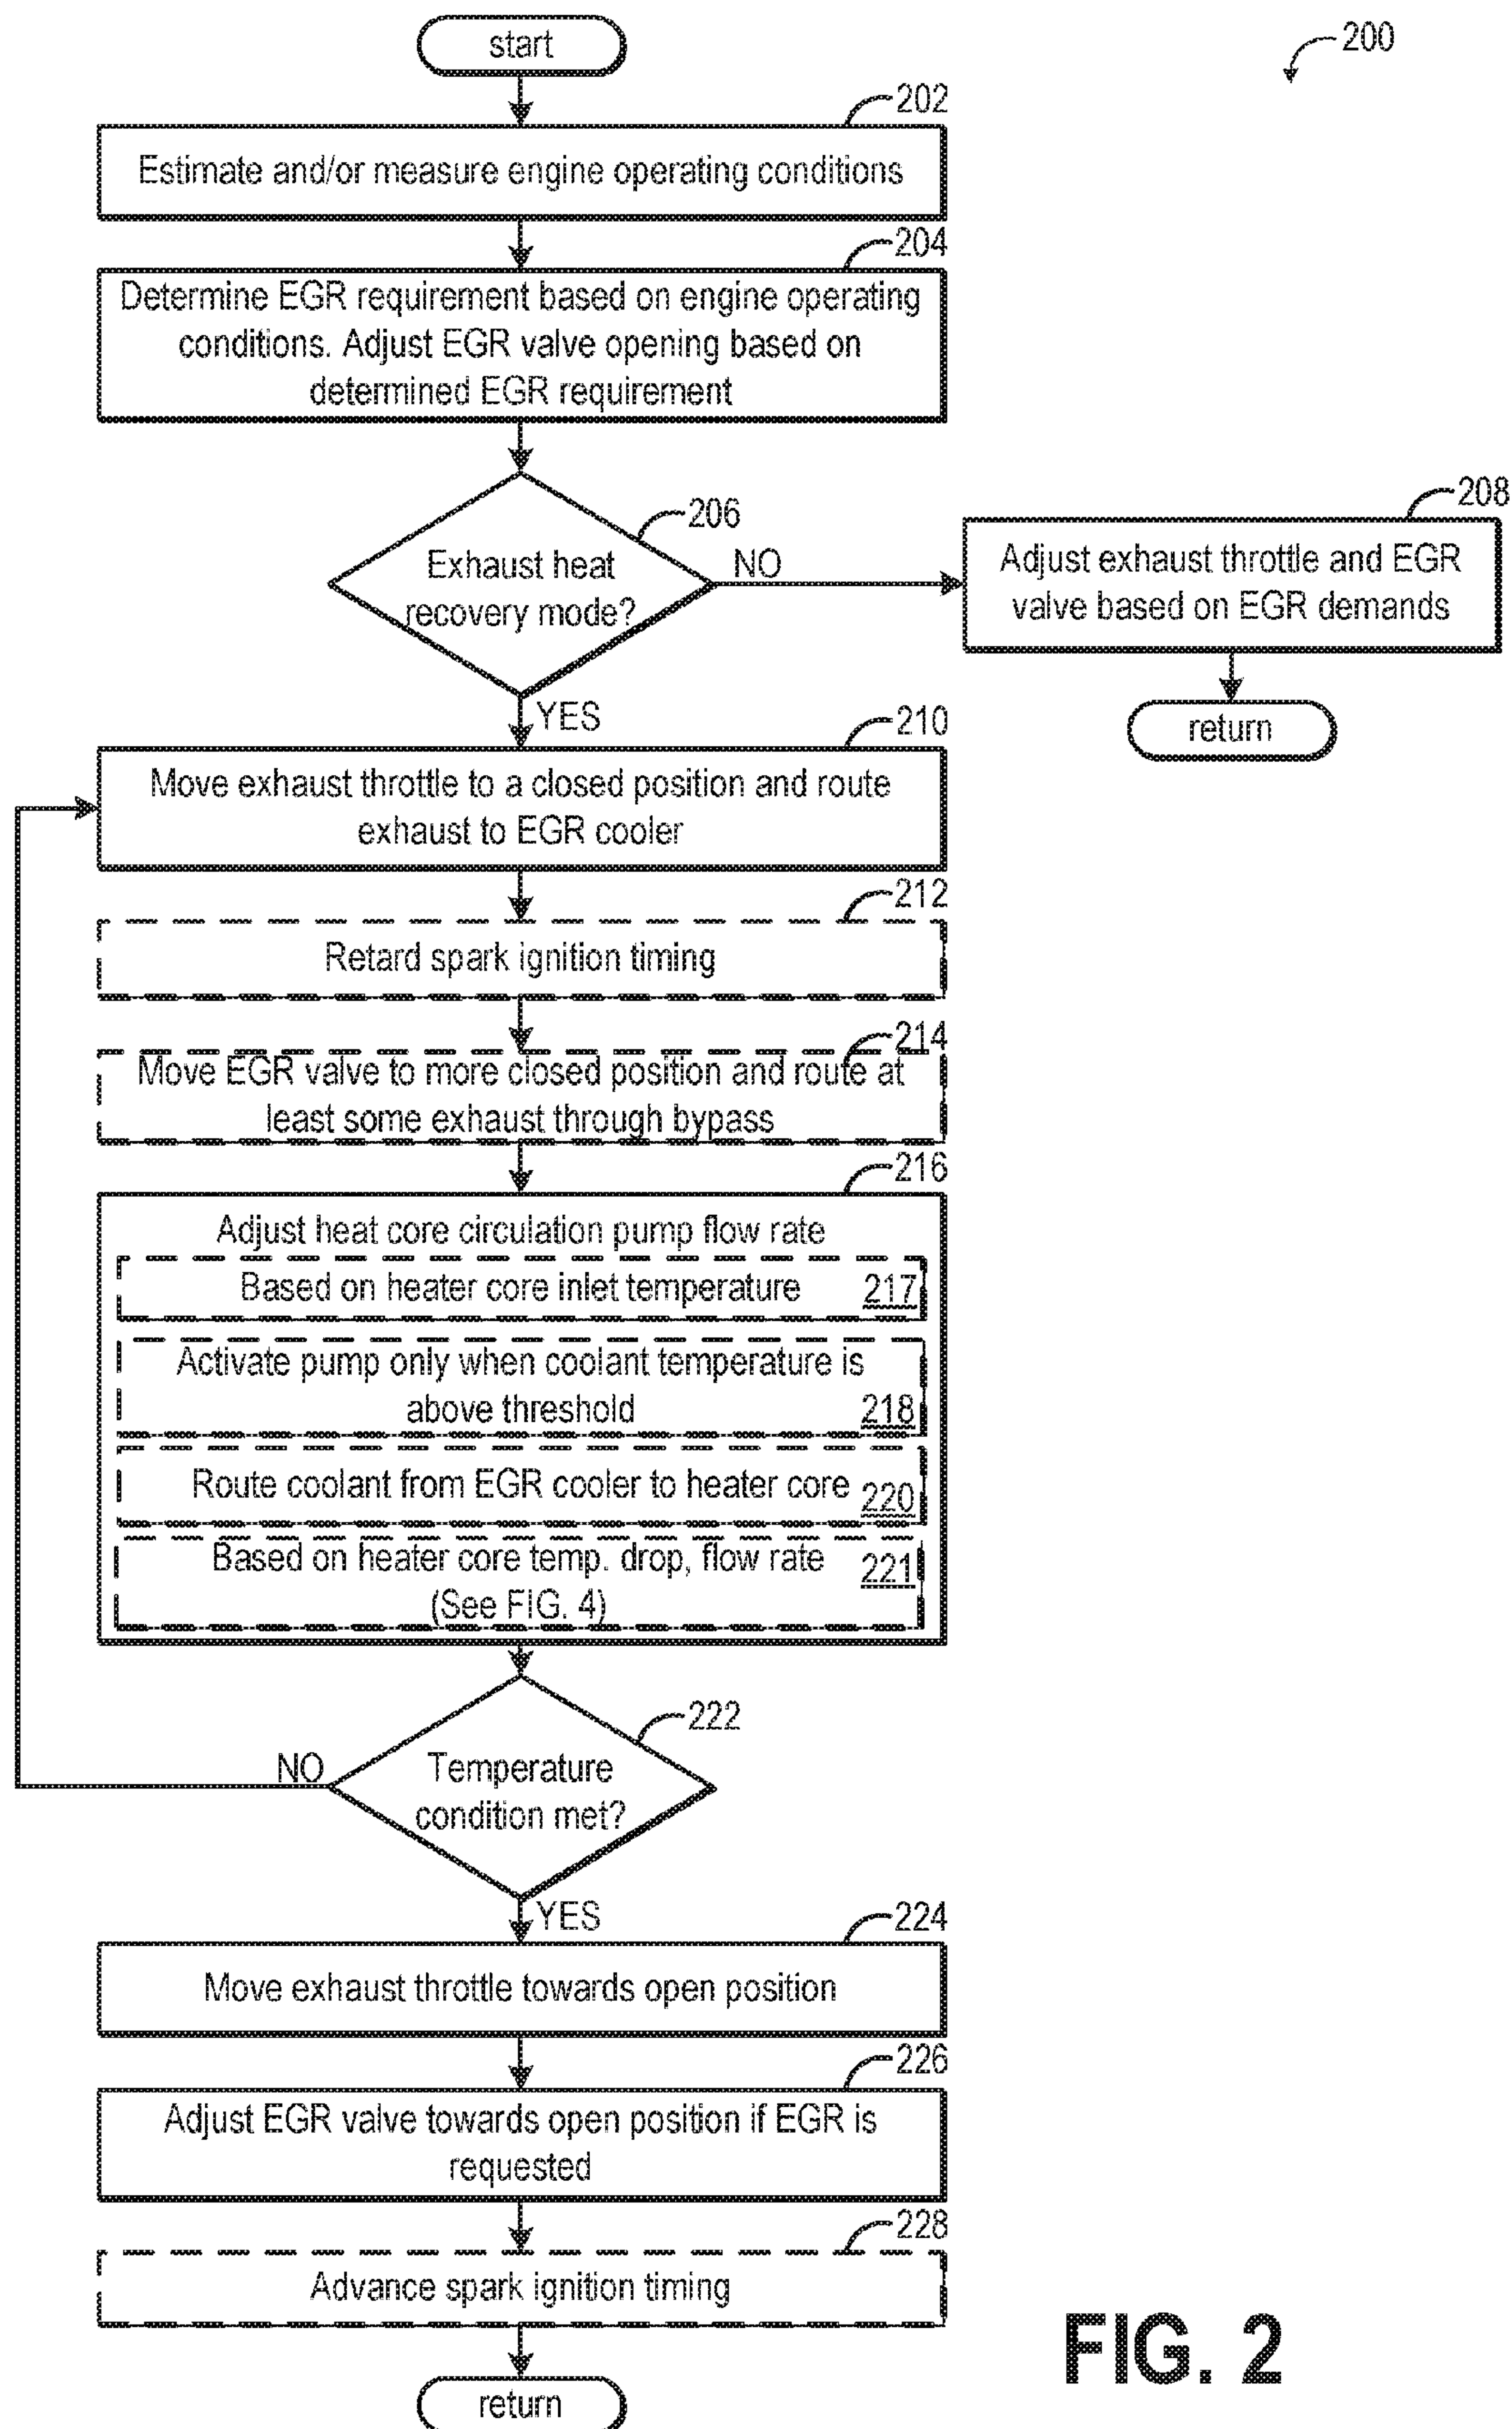 start
200
202
Estimate and/or measure engine operating conditions
204
Determine EGR requirement based on engine operating
conditions. Adjust EGR valve opening based on
determined EGR requirement
206
Exhaust heat
recovery mode?
NO
208
Adjust exhaust throttle and EGR
valve based on EGR demands
return
YES
210
Move exhaust throttle to a closed position and route
exhaust to EGR cooler
212
Retard spark ignition timing
214
Move EGR valve to more closed position and route at
least some exhaust through bypass
216
Adjust heat core circulation pump flow rate
Based on heater core inlet temperature 217
Activate pump only when coolant temperature is
above threshold 218
Route coolant from EGR cooler to heater core 220
Based on heater core temp. drop, flow rate 221
(See FIG. 4)
222
Temperature
condition met?
NO
YES
224
Move exhaust throttle towards open position
226
Adjust EGR valve towards open position if EGR is
requested
228
Advance spark ignition timing
return
FIG. 2